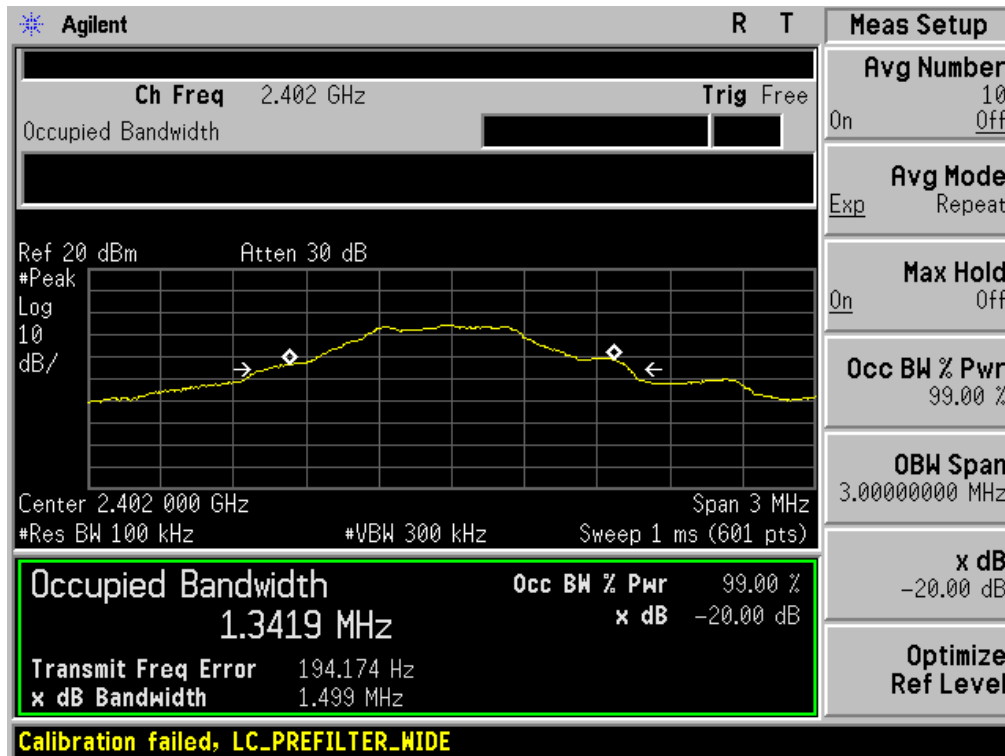 Agilent R T
Ch Freq 2.402 GHz Trig Free
Occupied Bandwidth
Ref 20 dBm Atten 30 dB
#Peak
Log
10
dB/
Center 2.402 000 GHz Span 3 MHz
#Res BW 100 kHz #VBW 300 kHz Sweep 1 ms (601 pts)
Occupied Bandwidth Occ BW % Pwr 99.00 %
1.3419 MHz x dB -20.00 dB
Transmit Freq Error 194.174 Hz
x dB Bandwidth 1.499 MHz
Calibration failed, LC_PREFILTER_WIDE
Meas Setup
Avg Number
10
On Off
Avg Mode
Exp Repeat
Max Hold
On Off
Occ BW % Pwr
99.00 %
OBW Span
3.00000000 MHz
x dB
-20.00 dB
Optimize
Ref Level